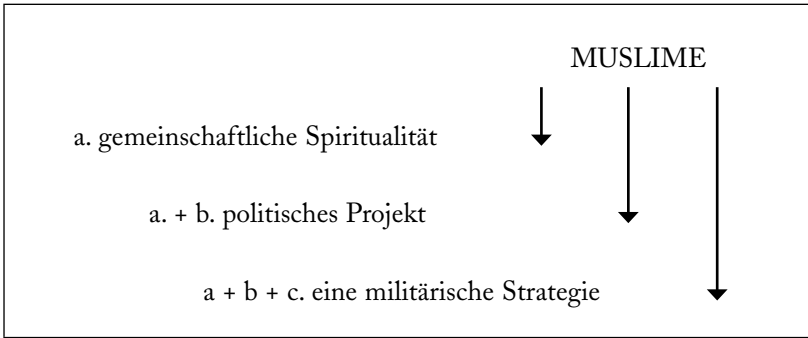 MUSLIME
a. gemeinschaftliche Spiritualität
a. + b. politisches Projekt
a + b + c. eine militärische Strategie